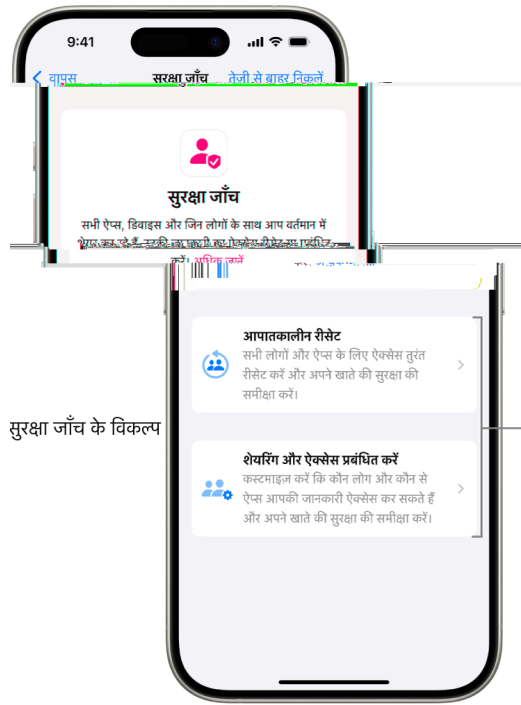 9:41
वापस सुरक्षा जाँच तेज़ी से बाहर निकलें
सुरक्षा जाँच
सभी ऐप्स, डिवाइस और जिन लोगों के साथ आप वर्तमान में
करें। अधिक जानें
आपातकालीन रीसेट
सभी लोगों और ऐप्स के लिए ऐक्सेस तुरंत
रीसेट करें और अपने खाते की सुरक्षा की
समीक्षा करें।
सुरक्षा जाँच के विकल्प
शेयरिंग और ऐक्सेस प्रबंधित करें
कस्टमाइज़ करें कि कौन लोग और कौन से
ऐप्स आपकी जानकारी ऐक्सेस कर सकते हैं
और अपने खाते की सुरक्षा की समीक्षा करें।